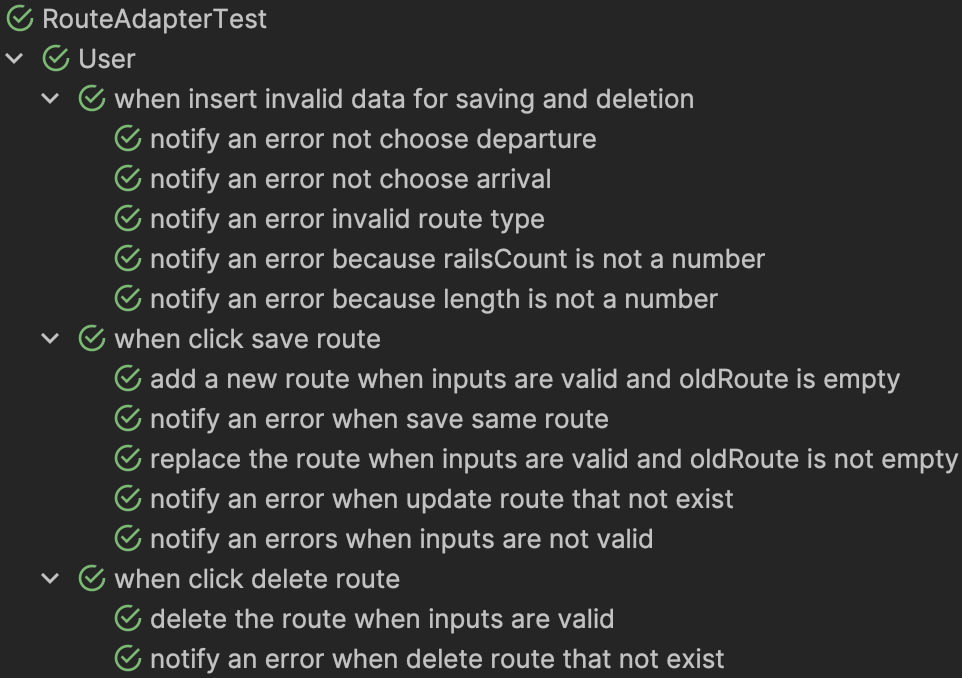 RouteAdapterTest
User
when insert invalid data for saving and deletion
notify an error not choose departure
notify an error not choose arrival
notify an error invalid route type
notify an error because railsCount is not a number
notify an error because length is not a number
when click save route
add a new route when inputs are valid and oldRoute is empty
notify an error when save same route
replace the route when inputs are valid and oldRoute is not empty
notify an error when update route that not exist
notify an errors when inputs are not valid
when click delete route
delete the route when inputs are valid
notify an error when delete route that not exist